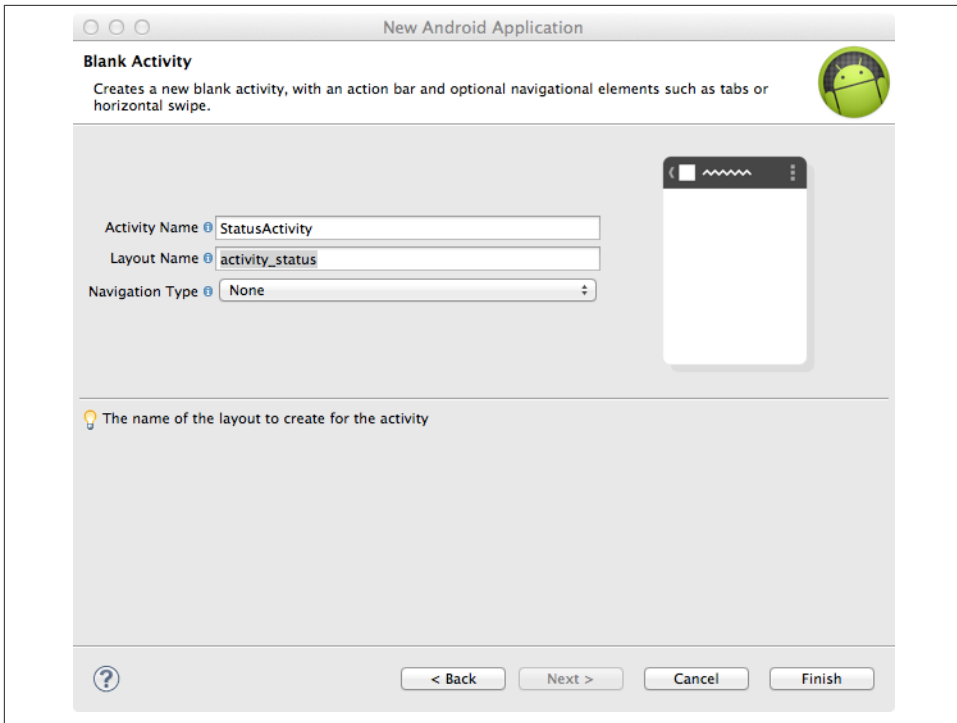 New Android Application
Blank Activity
Creates a new blank activity, with an action bar and optional navigational elements such as tabs or
horizontal swipe.
Activity Name StatusActivity
Layout Name activity_status
Navigation Type None
The name of the layout to create for the activity
?
< Back Next > Cancel Finish